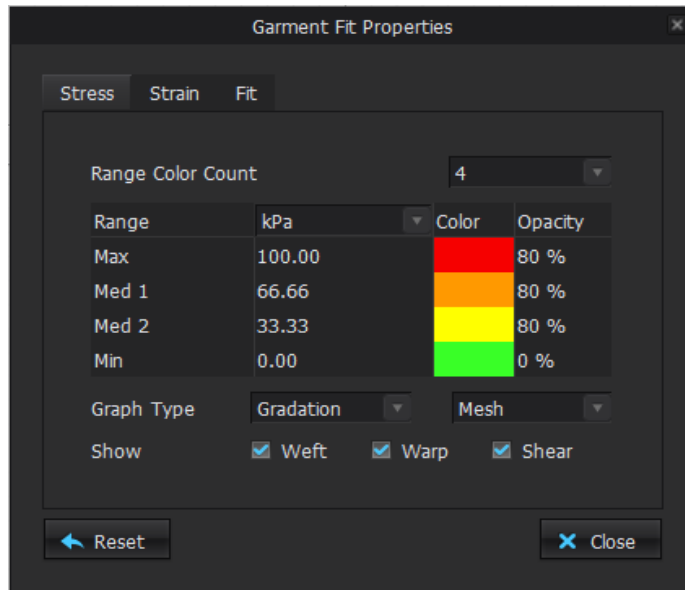 Garment Fit Properties
Stress Strain Fit
Range Color Count 4
Range kPa Color Opacity
Max 100.00 80 %
Med 1 66.66 80 %
Med 2 33.33 80 %
Min 0.00 0 %
Graph Type Gradation Mesh
Show Weft Warp Shear
Reset Close